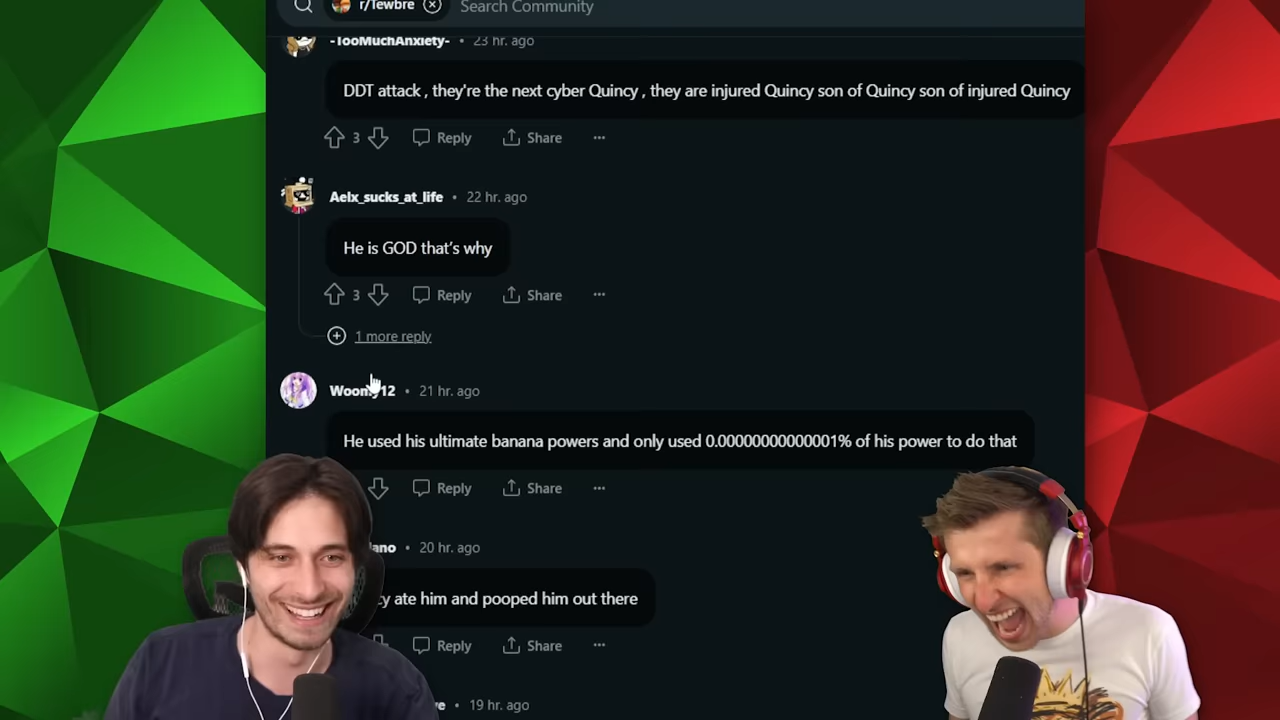 r/Tewbre
Search Community
-TooMuchAnxiety- • 23 hr. ago
DDT attack , they're the next cyber Quincy , they are injured Quincy son of Quincy son of injured Quincy
3 Reply Share
Aelx_sucks_at_life • 22 hr. ago
He is GOD that's why
3 Reply Share
1 more reply
21 hr. ago
He used his ultimate banana powers and only used 0.00000000000001% of his power to do that
Reply Share
20 hr. ago
ate him and pooped him out there
Reply Share
19 hr. ago